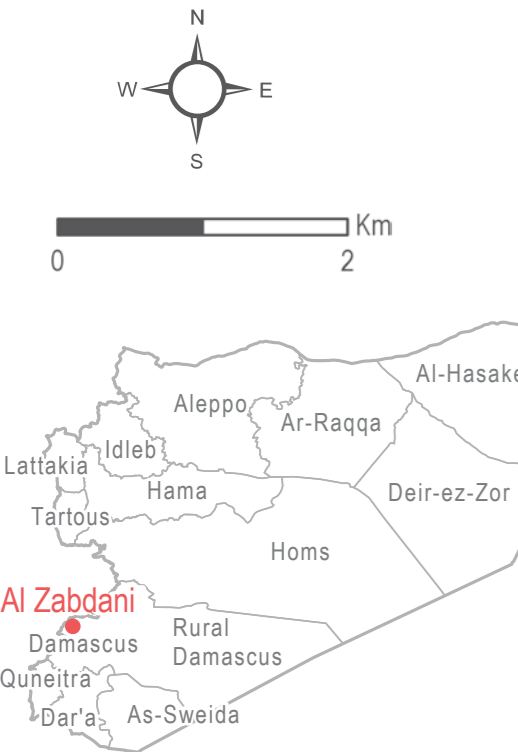 N
W E
S
Km
0 2
Al-Hasake
Aleppo
Ar-Raqqa
Idleb
Lattakia
Hama
Deir-ez-Zor
Tartous
Homs
Al Zabdani
Rural
Damascus
Damascus
Quneitra
Dar'a
As-Sweida